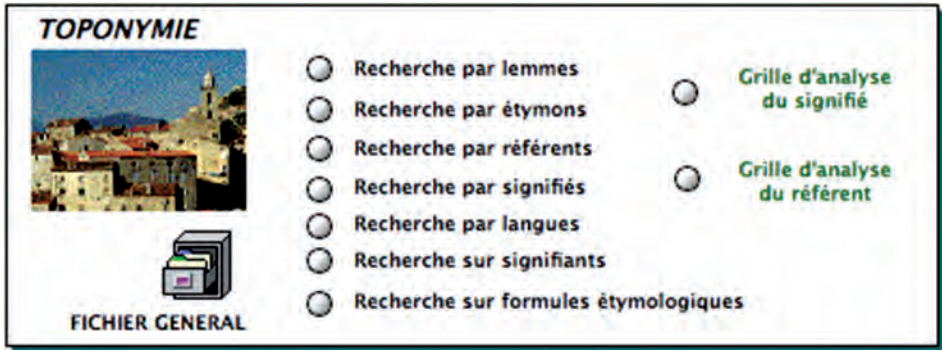 TOPONYMIE
Recherche par lemmes
Recherche par étymons
Recherche par référents
Recherche par signifiés
Recherche par langues
Recherche sur signifiants
Recherche sur formules étymologiques
Grille d'analyse
du signifié
Grille d'analyse
du référent
FICHIER GENERAL